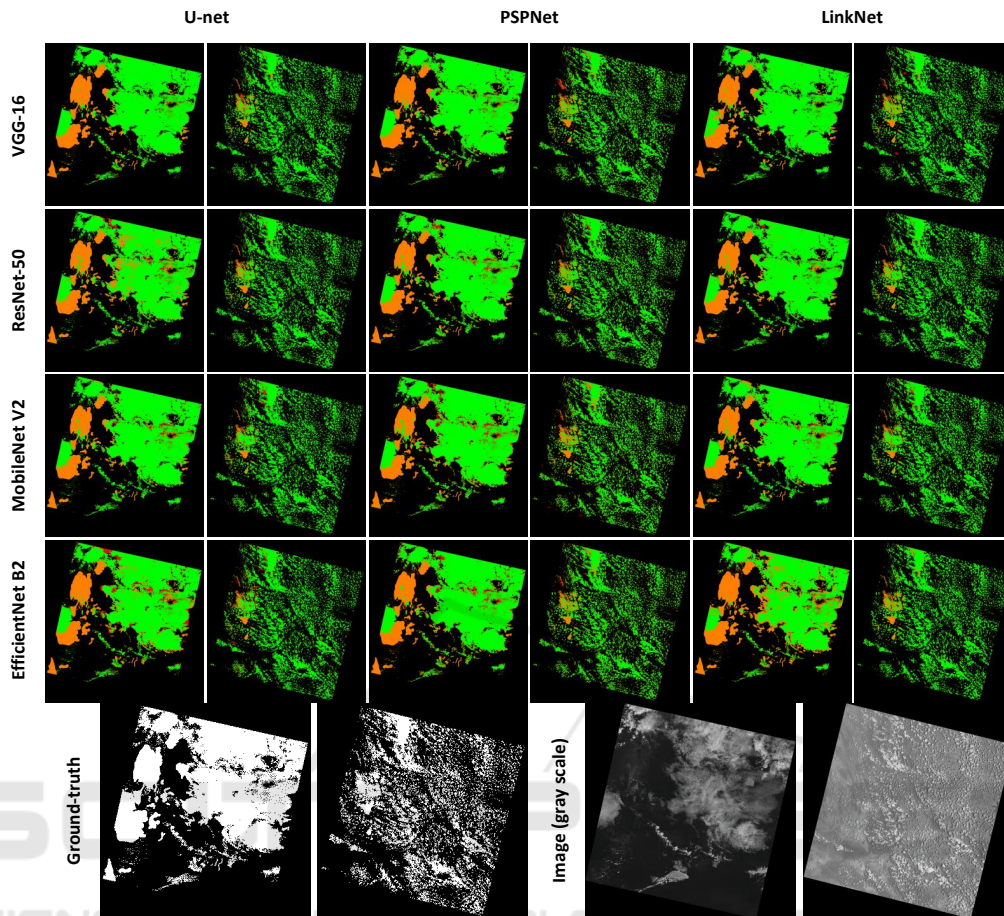 U-net PSPNet LinkNet
VGG-16
ResNet-50
MobileNet V2
EfficientNet B2
Ground-truth
Image (gray scale)